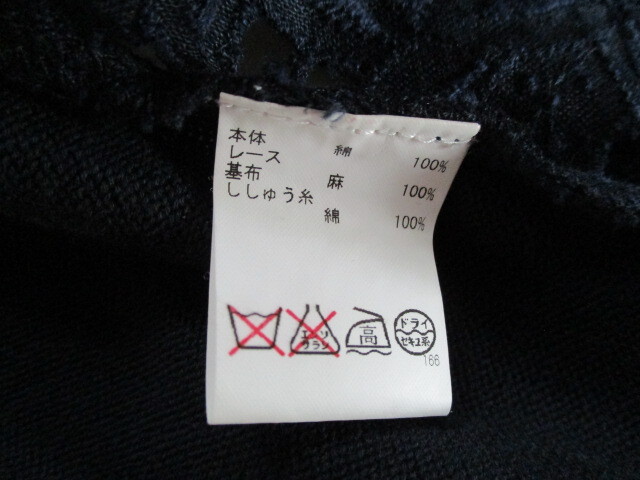 本体 綿 100%
レース
基布 麻 100%
ししゅう糸
綿 100%
エンソ
サラシ
高
ドライ
セキユ系
166